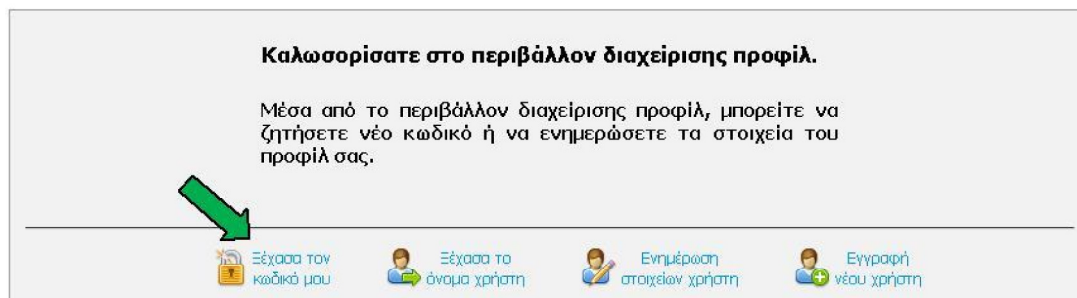 Καλωσορίσατε στο περιβάλλον διαχείρισης προφίλ.
Μέσα από το περιβάλλον διαχείρισης προφίλ, μπορείτε να
ζητήσετε νέο κωδικό ή να ενημερώσετε τα στοιχεία του
προφίλ σας.
Ξέχασα τον
κωδικό μου
Ξέχασα το
όνομα χρήστη
Ενημέρωση
στοιχείων χρήστη
Εγγραφή
νέου χρήστη